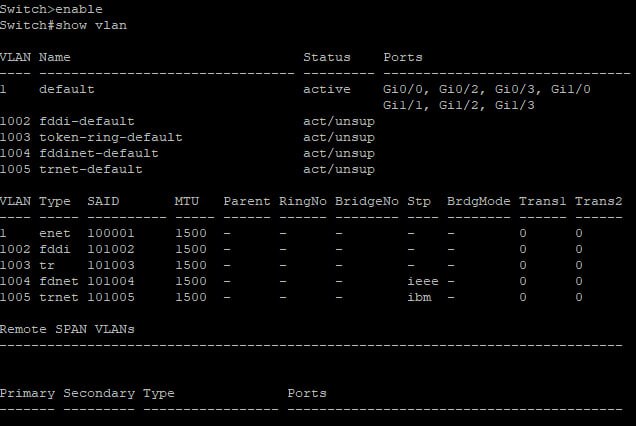 Switch>enable
Switch#show vlan
VLAN Name                             Status    Ports
---- -------------------------------- --------- -------------------------------
1    default                          active    Gi0/0, Gi0/2, Gi0/3, Gi1/0
                                                Gi1/1, Gi1/2, Gi1/3
1002 fddi-default                     act/unsup
1003 token-ring-default               act/unsup
1004 fddinet-default                  act/unsup
1005 trnet-default                    act/unsup
VLAN Type  SAID       MTU   Parent RingNo BridgeNo Stp  BrdgMode Trans1 Trans2
---- ----- ---------- ----- ------ ------ -------- ---- -------- ------ ------
1    enet  100001     1500  -      -      -        -    -        0      0
1002 fddi  101002     1500  -      -      -        -    -        0      0
1003 tr    101003     1500  -      -      -        -    -        0      0
1004 fdnet 101004     1500  -      -      -        ieee -        0      0
1005 trnet 101005     1500  -      -      -        ibm  -        0      0
Remote SPAN VLANs
------------------------------------------------------------------------------
Primary Secondary Type              Ports
------- --------- ----------------- ------------------------------------------